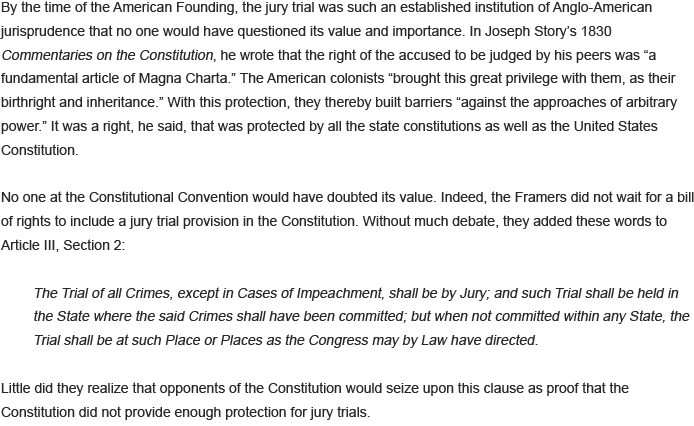 By the time of the American Founding, the jury trial was such an established institution of Anglo-American
jurisprudence that no one would have questioned its value and importance. In Joseph Story’s 1830
Commentaries on the Constitution, he wrote that the right of the accused to be judged by his peers was “a
fundamental article of Magna Charta.” The American colonists “brought this great privilege with them, as their
birthright and inheritance.” With this protection, they thereby built barriers “against the approaches of arbitrary
power.” It was a right, he said, that was protected by all the state constitutions as well as the United States
Constitution.
No one at the Constitutional Convention would have doubted its value. Indeed, the Framers did not wait for a bill
of rights to include a jury trial provision in the Constitution. Without much debate, they added these words to
Article III, Section 2:
The Trial of all Crimes, except in Cases of Impeachment, shall be by Jury; and such Trial shall be held in
the State where the said Crimes shall have been committed; but when not committed within any State, the
Trial shall be at such Place or Places as the Congress may by Law have directed.
Little did they realize that opponents of the Constitution would seize upon this clause as proof that the
Constitution did not provide enough protection for jury trials.